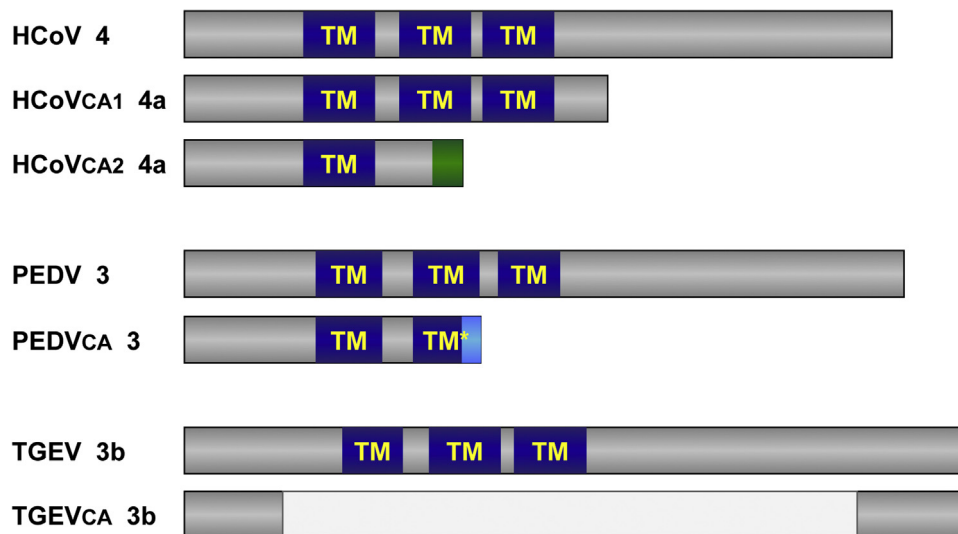 HCoV 4 TM TM TM
HCoVCA1 4a TM TM TM
HCoVCA2 4a TM
PEDV 3 TM TM TM
PEDVCA 3 TM TM*
TGEV 3b TM TM TM
TGEVCA 3b